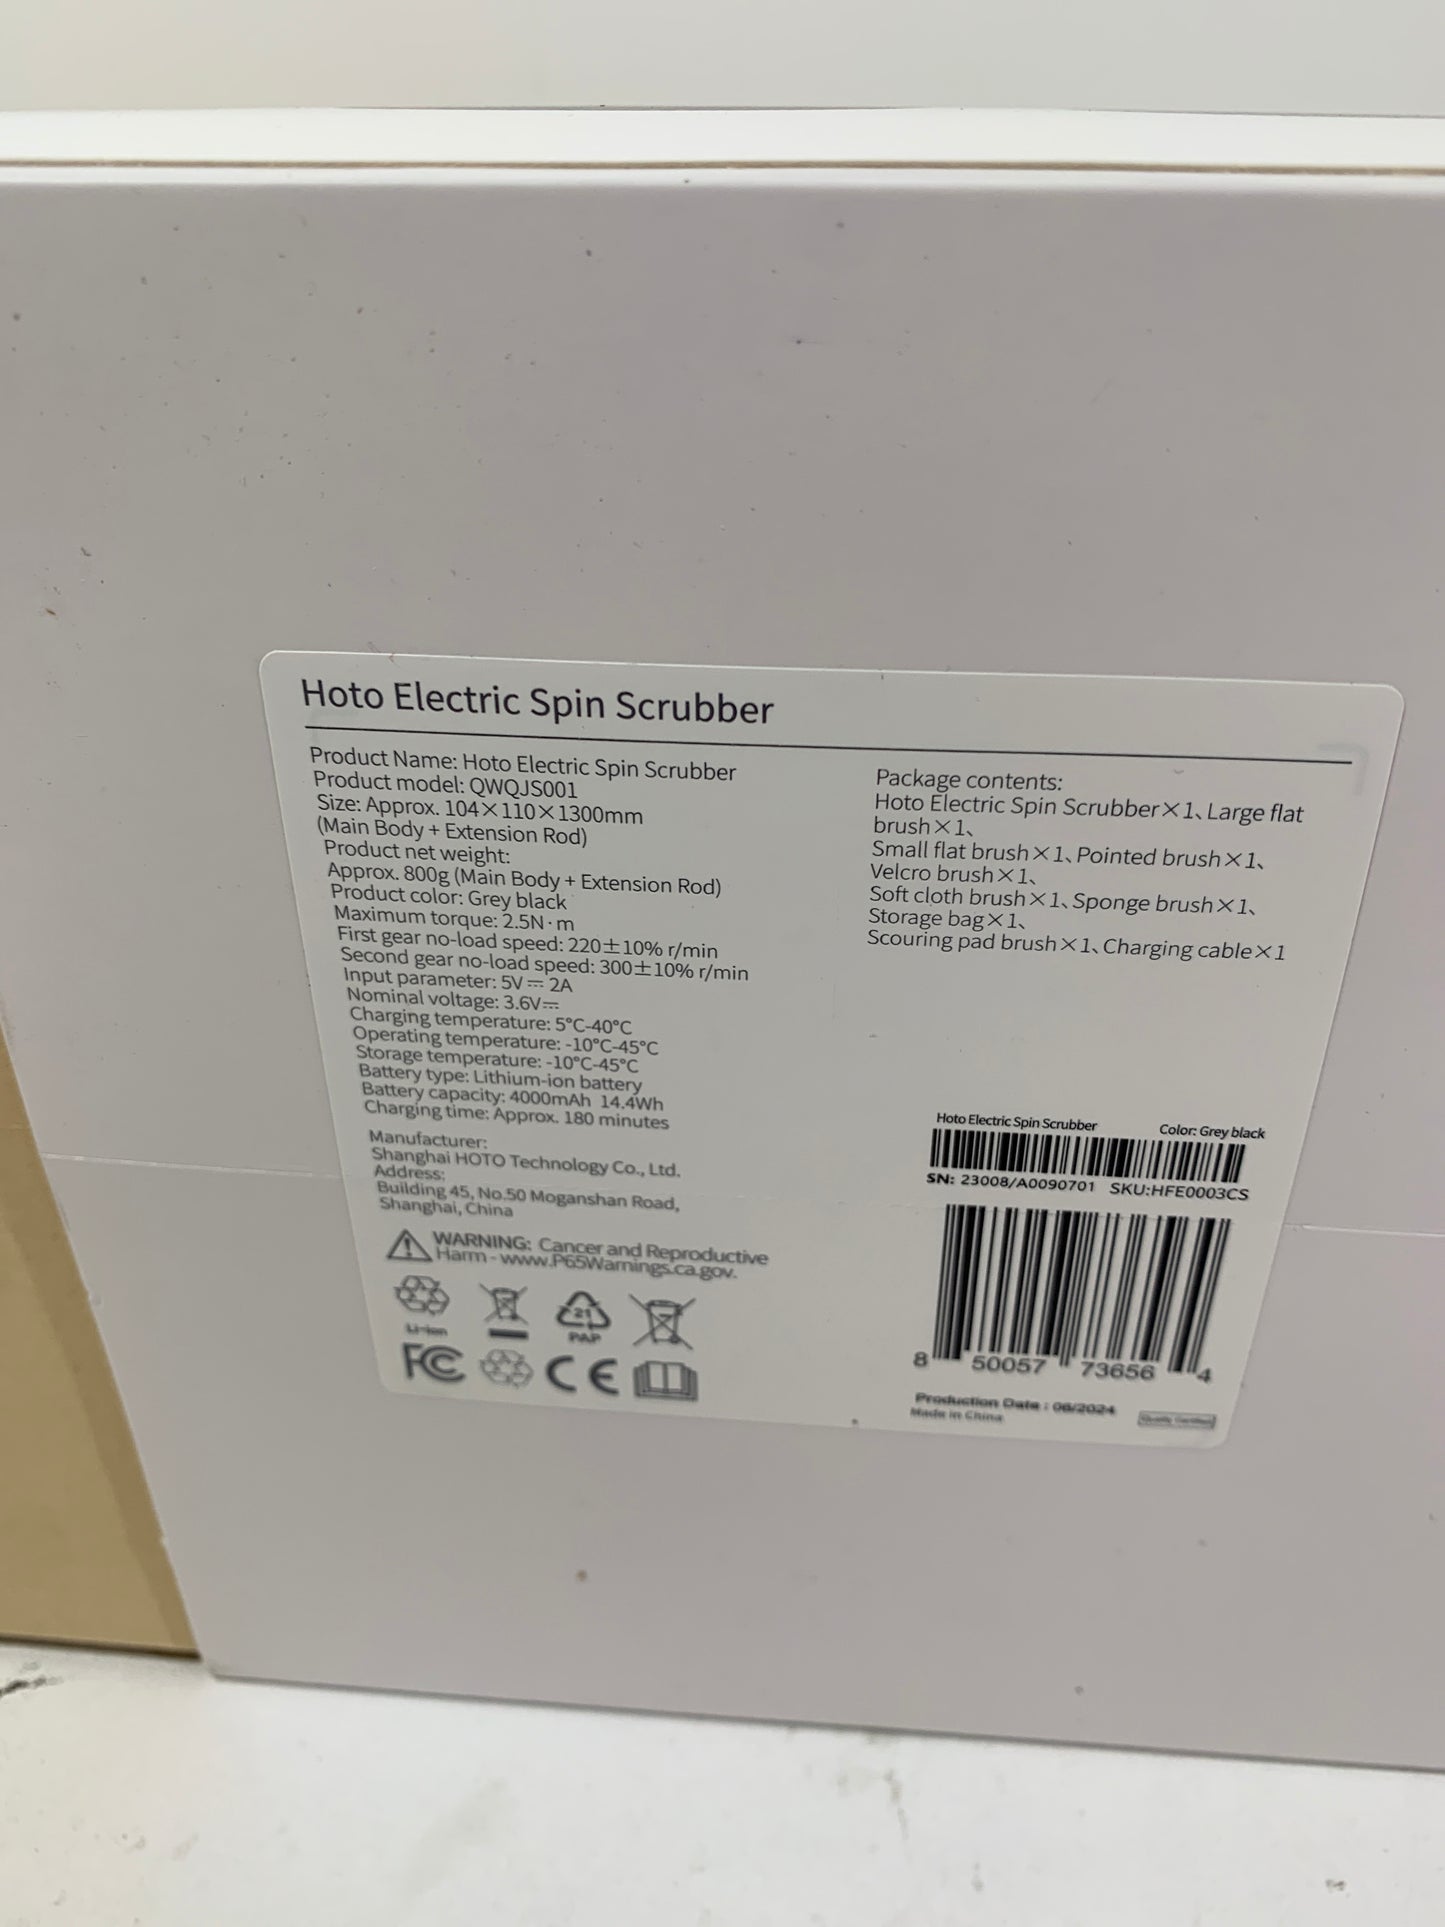 Hoto Electric Spin Scrubber
Product Name: Hoto Electric Spin Scrubber
Product model: QWQJS001
Size: Approx. 104×110×1300mm
(Main Body + Extension Rod)
Product net weight:
Approx. 800g (Main Body + Extension Rod)
Product color: Grey black
Maximum torque: 2.5N·m
First gear no-load speed: 220±10% r/min
Second gear no-load speed: 300±10% r/min
Input parameter: 5V⎓2A
Nominal voltage: 3.6V⎓
Charging temperature: 5°C-40°C
Operating temperature: -10°C-45°C
Storage temperature: -10°C-45°C
Battery type: Lithium-ion battery
Battery capacity: 4000mAh 14.4Wh
Charging time: Approx. 180 minutes
Manufacturer:
Shanghai HOTO Technology Co., Ltd.
Address:
Building 45, No.50 Moganshan Road,
Shanghai, China
WARNING: Cancer and Reproductive
Harm - www.P65Warnings.ca.gov.
Li-ion
21
PAP
FC CE
Package contents:
Hoto Electric Spin Scrubber×1、Large flat
brush×1、
Small flat brush×1、Pointed brush×1、
Velcro brush×1、
Soft cloth brush×1、Sponge brush×1、
Storage bag×1、
Scouring pad brush×1、Charging cable×1
Hoto Electric Spin Scrubber Color: Grey black
SN: 23008/A0090701 SKU:HFE0003CS
8 50057 73656 4
Production Date : 06/2024
Made in China
Quality Certified